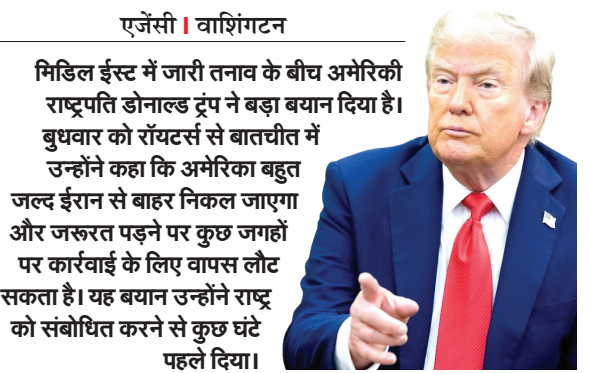 एजेंसी | वाशिंगटन
मिडिल ईस्ट में जारी तनाव के बीच अमेरिकी
राष्ट्रपति डोनाल्ड ट्रंप ने बड़ा बयान दिया है।
बुधवार को रॉयटर्स से बातचीत में
उन्होंने कहा कि अमेरिका बहुत
जल्द ईरान से बाहर निकल जाएगा
और जरूरत पड़ने पर कुछ जगहों
पर कार्रवाई के लिए वापस लौट
सकता है। यह बयान उन्होंने राष्ट्र
को संबोधित करने से कुछ घंटे
पहले दिया।